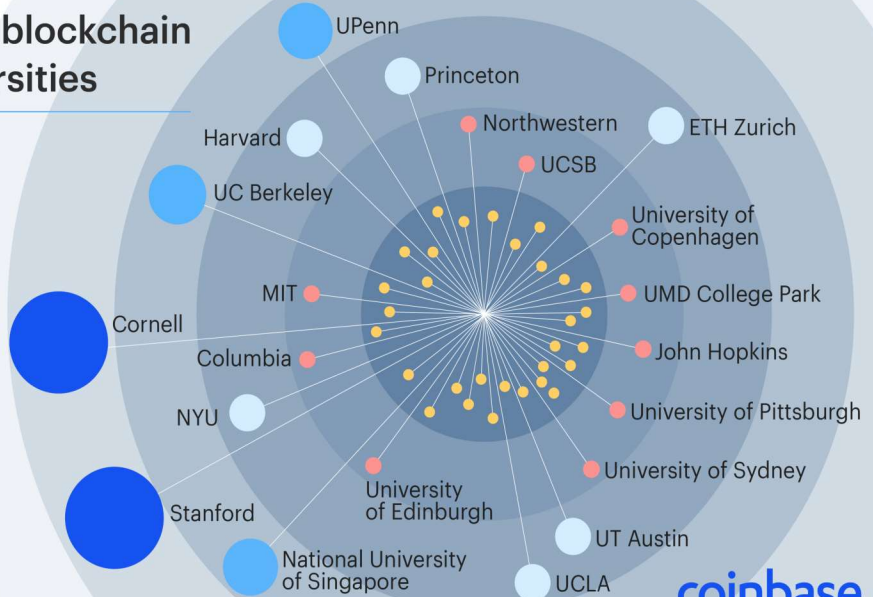 blockchain
rsities
UPenn
Princeton
Northwestern
ETH Zurich
Harvard
UCSB
UC Berkeley
University of
Copenhagen
MIT
UMD College Park
Cornell
Columbia
John Hopkins
NYU
University of Pittsburgh
University of Sydney
University
of Edinburgh
Stanford
UT Austin
National University
of Singapore
UCLA
coinbase